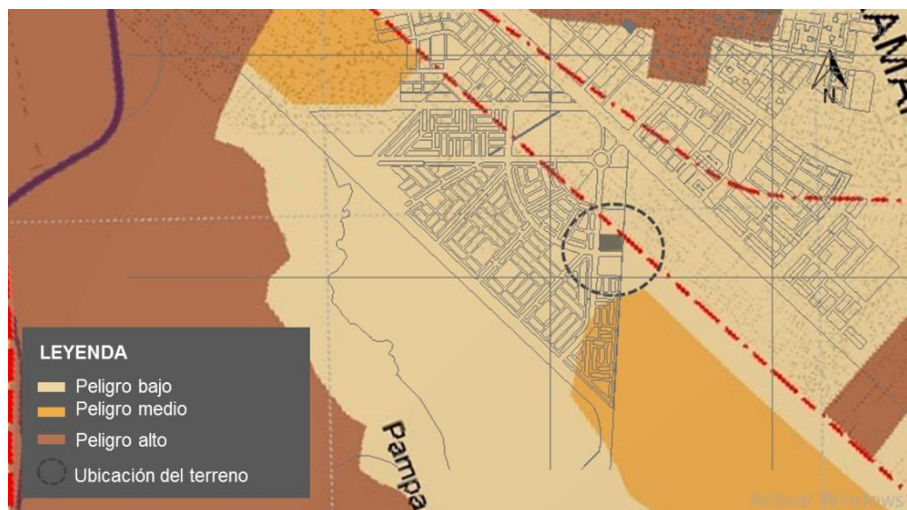 N
LEYENDA
Peligro bajo
Peligro medio
Peligro alto
Ubicación del terreno
Pampa
Activar Windows